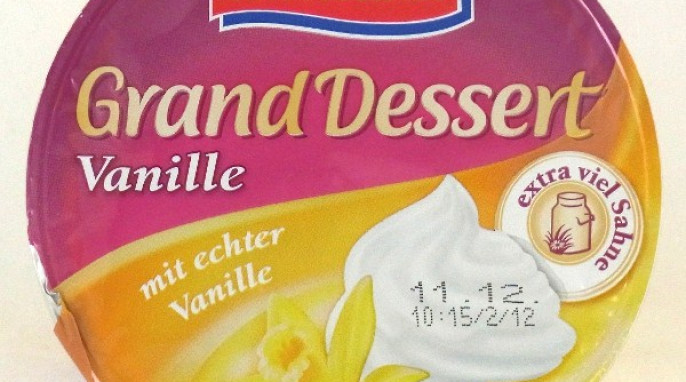 Grand Dessert
Vanille
extra viel Sahne
mit echter
Vanille
11.12.
10:15/2/12